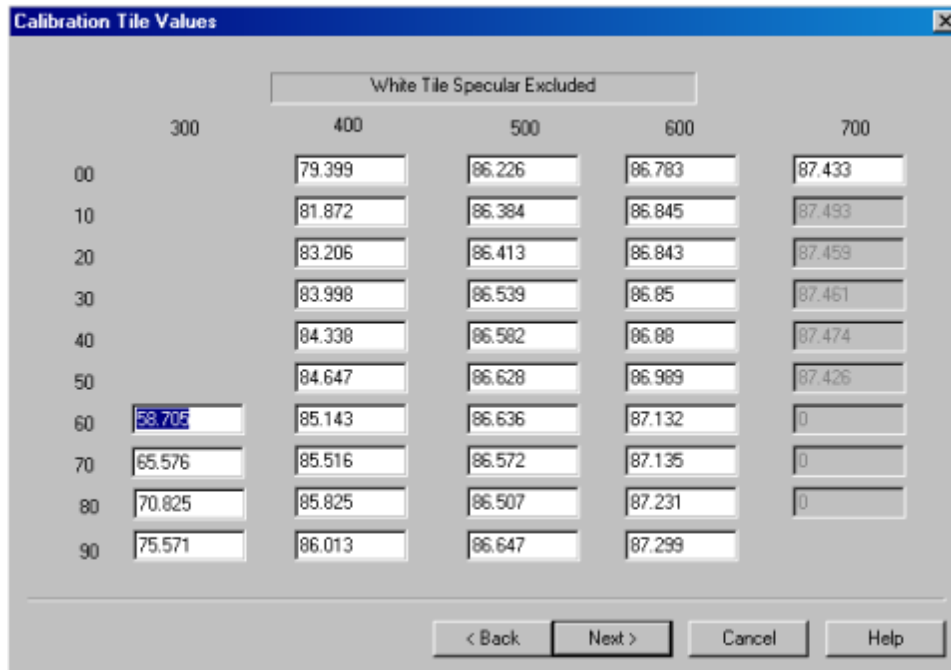 Calibration Tile Values
White Tile Specular Excluded
300 400 500 600 700
00 79.399 86.226 86.783 87.433
10 81.872 86.384 86.845 87.493
20 83.206 86.413 86.843 87.459
30 83.998 86.539 86.85 87.461
40 84.338 86.582 86.88 87.474
50 84.647 86.628 86.989 87.426
60 58.705 85.143 86.636 87.132 0
70 65.576 85.516 86.572 87.135 0
80 70.825 85.825 86.507 87.231 0
90 75.571 86.013 86.647 87.299
< Back Next > Cancel Help